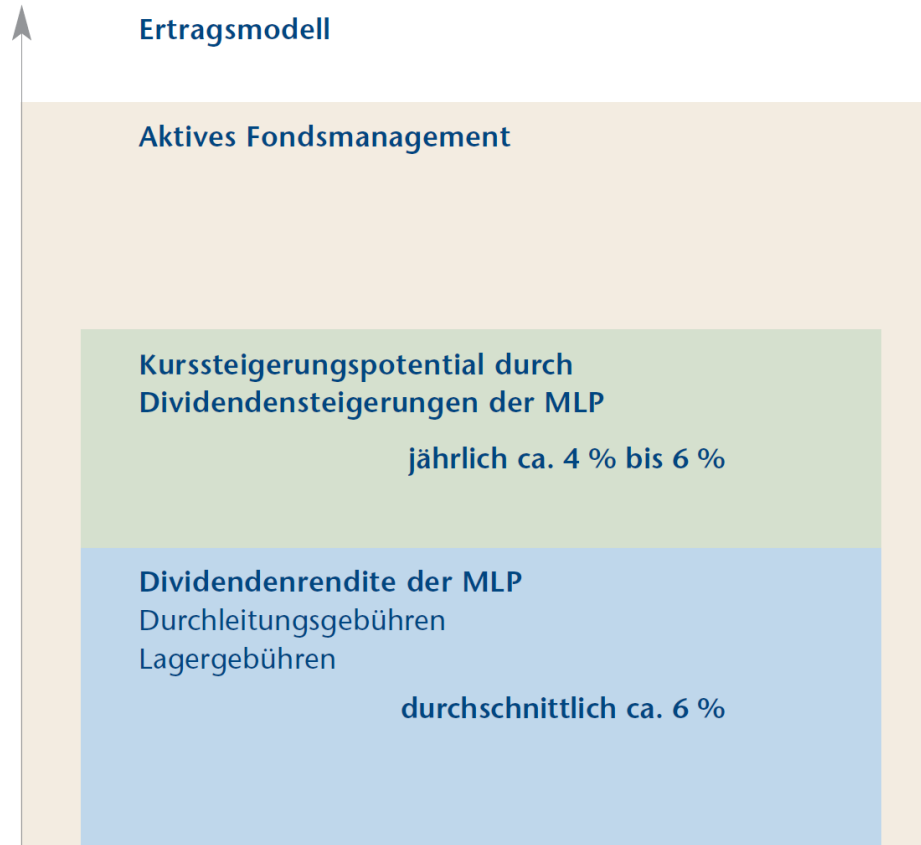 Ertragsmodell
Aktives Fondsmanagement
Kurssteigerungspotential durch
Dividendensteigerungen der MLP
jährlich ca. 4 % bis 6 %
Dividendenrendite der MLP
Durchleitungsgebühren
Lagergebühren
durchschnittlich ca. 6 %